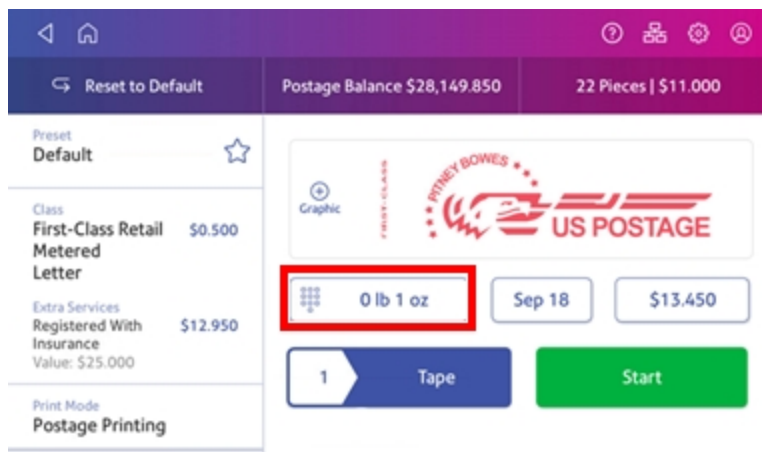 Reset to Default
Postage Balance $28,149.850
22 Pieces | $11.000
Preset
Default
Class
First-Class Retail $0.500
Metered
Letter
Extra Services
Registered With $12.950
Insurance
Value: $25.000
Print Mode
Postage Printing
Graphic
FIRST-CLASS
PITNEY BOWES
US POSTAGE
0 lb 1 oz
Sep 18
$13.450
1 Tape
Start